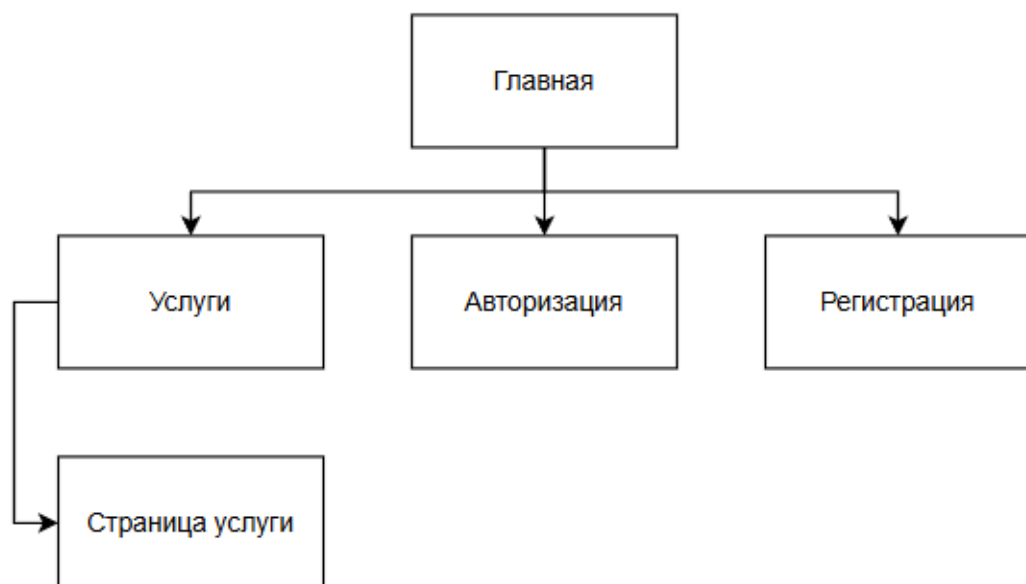 Главная
Услуги
Авторизация
Регистрация
Страница услуги